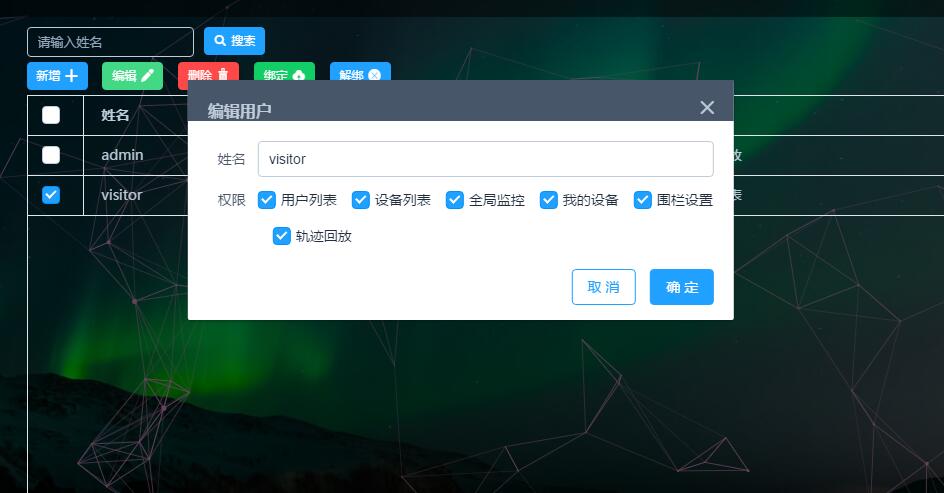 请输入姓名 搜索
新增 编辑 删除 绑定 解绑
姓名
admin
visitor
编辑用户
姓名 visitor
权限 用户列表 设备列表 全局监控 我的设备 围栏设置
轨迹回放
取消 确定
放
表